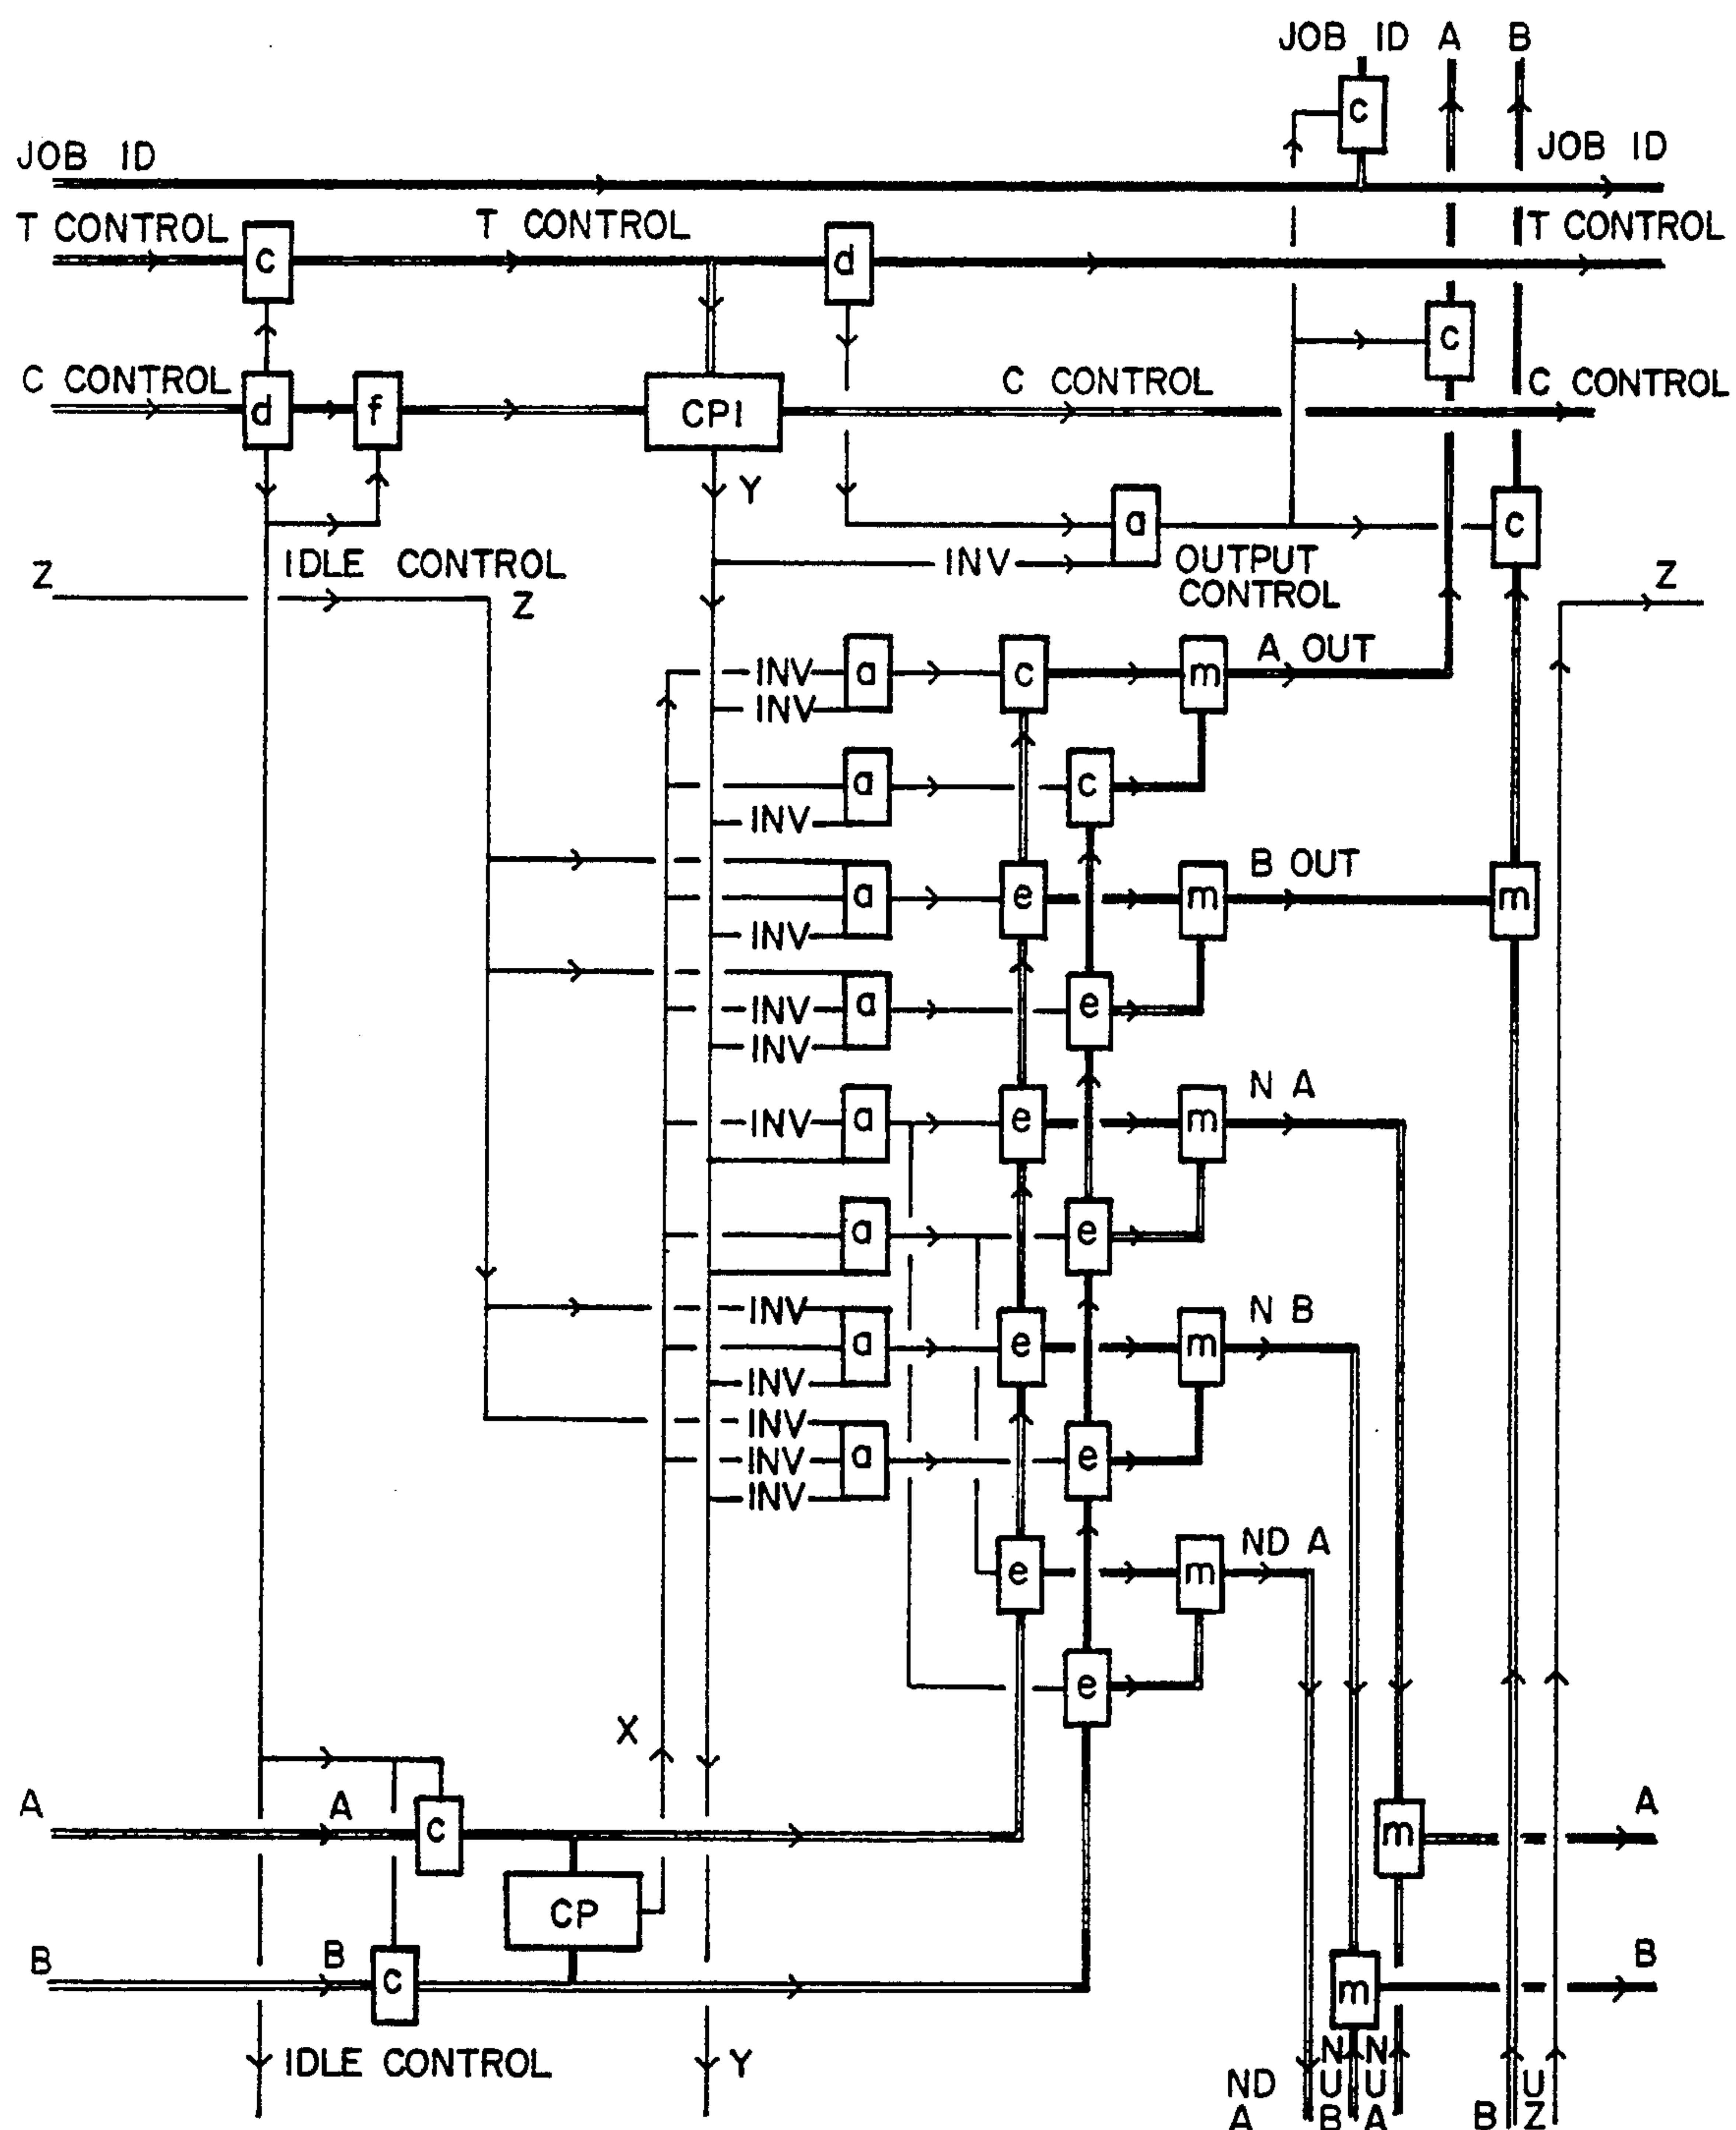 JOB ID A B
c
JOB ID
JOB ID
T CONTROL
T CONTROL
T CONTROL
c
d
c
C CONTROL
C CONTROL
C CONTROL
d
f
CPI
Y
a
c
INV
OUTPUT
CONTROL
IDLE CONTROL
Z
Z
Z
INV
a
c
m
A OUT
INV
a
c
INV
B OUT
a
e
m
m
INV
INV
a
e
INV
N A
INV
a
e
m
a
e
INV
N B
a
e
m
INV
INV
INV
a
e
INV
ND A
e
m
e
X
A
A
c
m
A
CP
B
B
c
m
B
IDLE CONTROL
Y
ND
A
N
U
B
N
U
A
B
U
Z